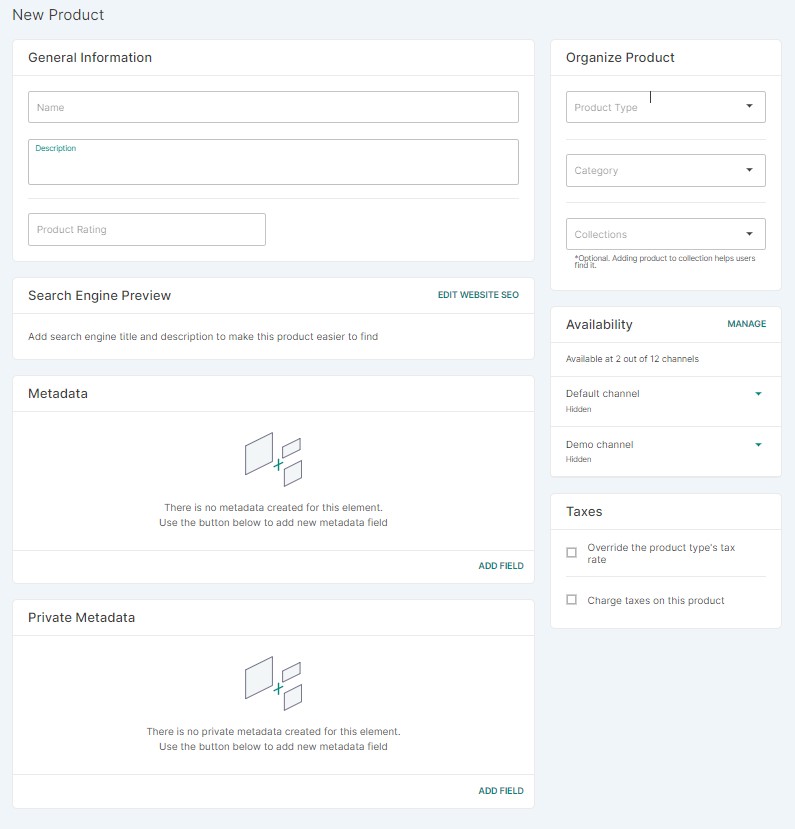 New Product
General Information
Name
Description
Product Rating
Search Engine Preview
EDIT WEBSITE SEO
Add search engine title and description to make this product easier to find
Metadata
There is no metadata created for this element.
Use the button below to add new metadata field
ADD FIELD
Private Metadata
There is no private metadata created for this element.
Use the button below to add new metadata field
ADD FIELD
Organize Product
Product Type
Category
Collections
*Optional. Adding product to collection helps users
find it.
Availability
MANAGE
Available at 2 out of 12 channels
Default channel
Hidden
Demo channel
Hidden
Taxes
Override the product type's tax
rate
Charge taxes on this product